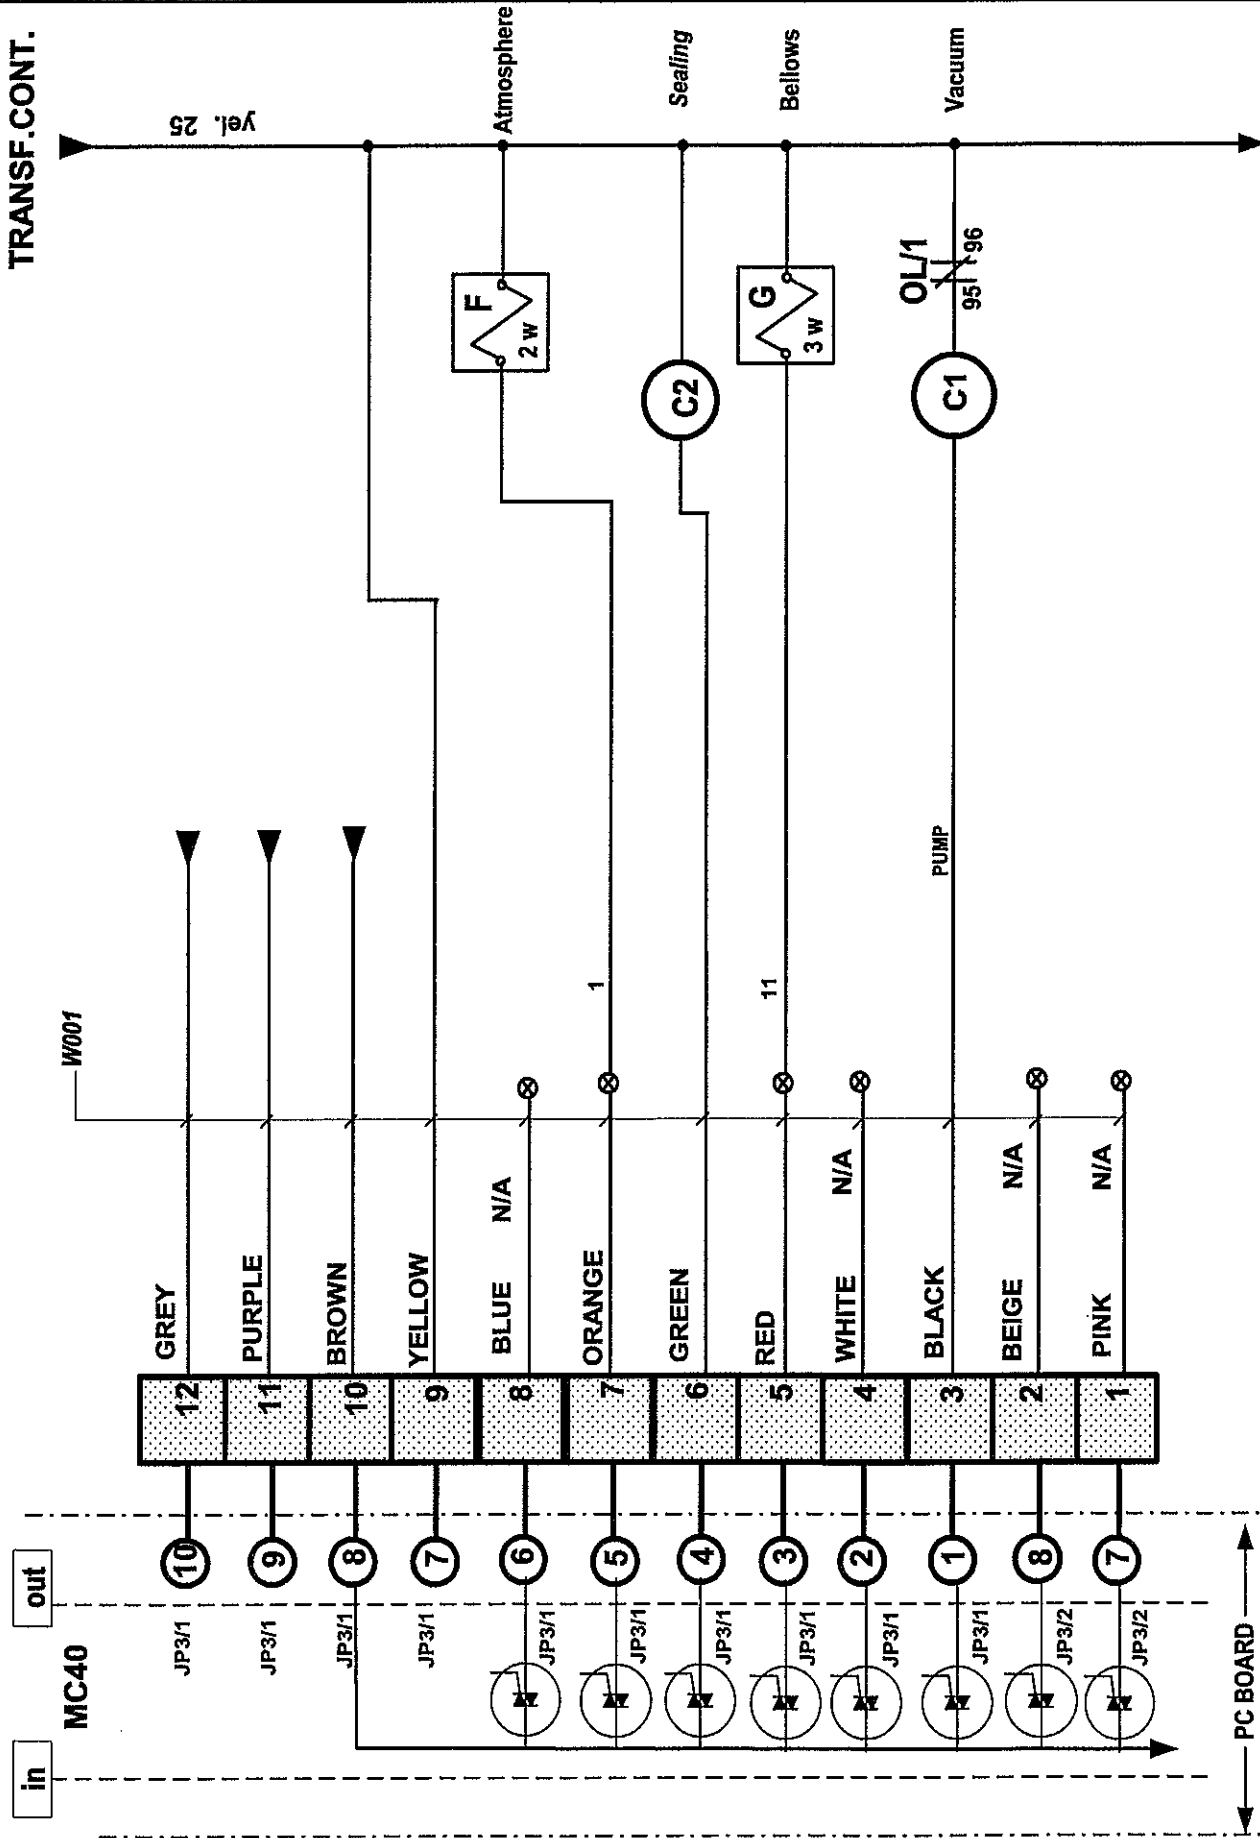 TRANSF.CONT.
yel. 25
Atmosphere
Sealing
Bellows
Vacuum
F
2 w
C2
G
3 w
OL/1
95 96
C1
PUMP
W001
1
11
GREY
PURPLE
BROWN
YELLOW
BLUE N/A
ORANGE
GREEN
RED
WHITE N/A
BLACK
BEIGE N/A
PINK N/A
12
11
10
9
8
7
6
5
4
3
2
1
out
10
9
8
7
6
5
4
3
2
1
8
7
MC40
JP3/1
JP3/1
JP3/1
JP3/1
JP3/1
JP3/1
JP3/1
JP3/1
JP3/1
JP3/1
JP3/2
JP3/2
in
PC BOARD